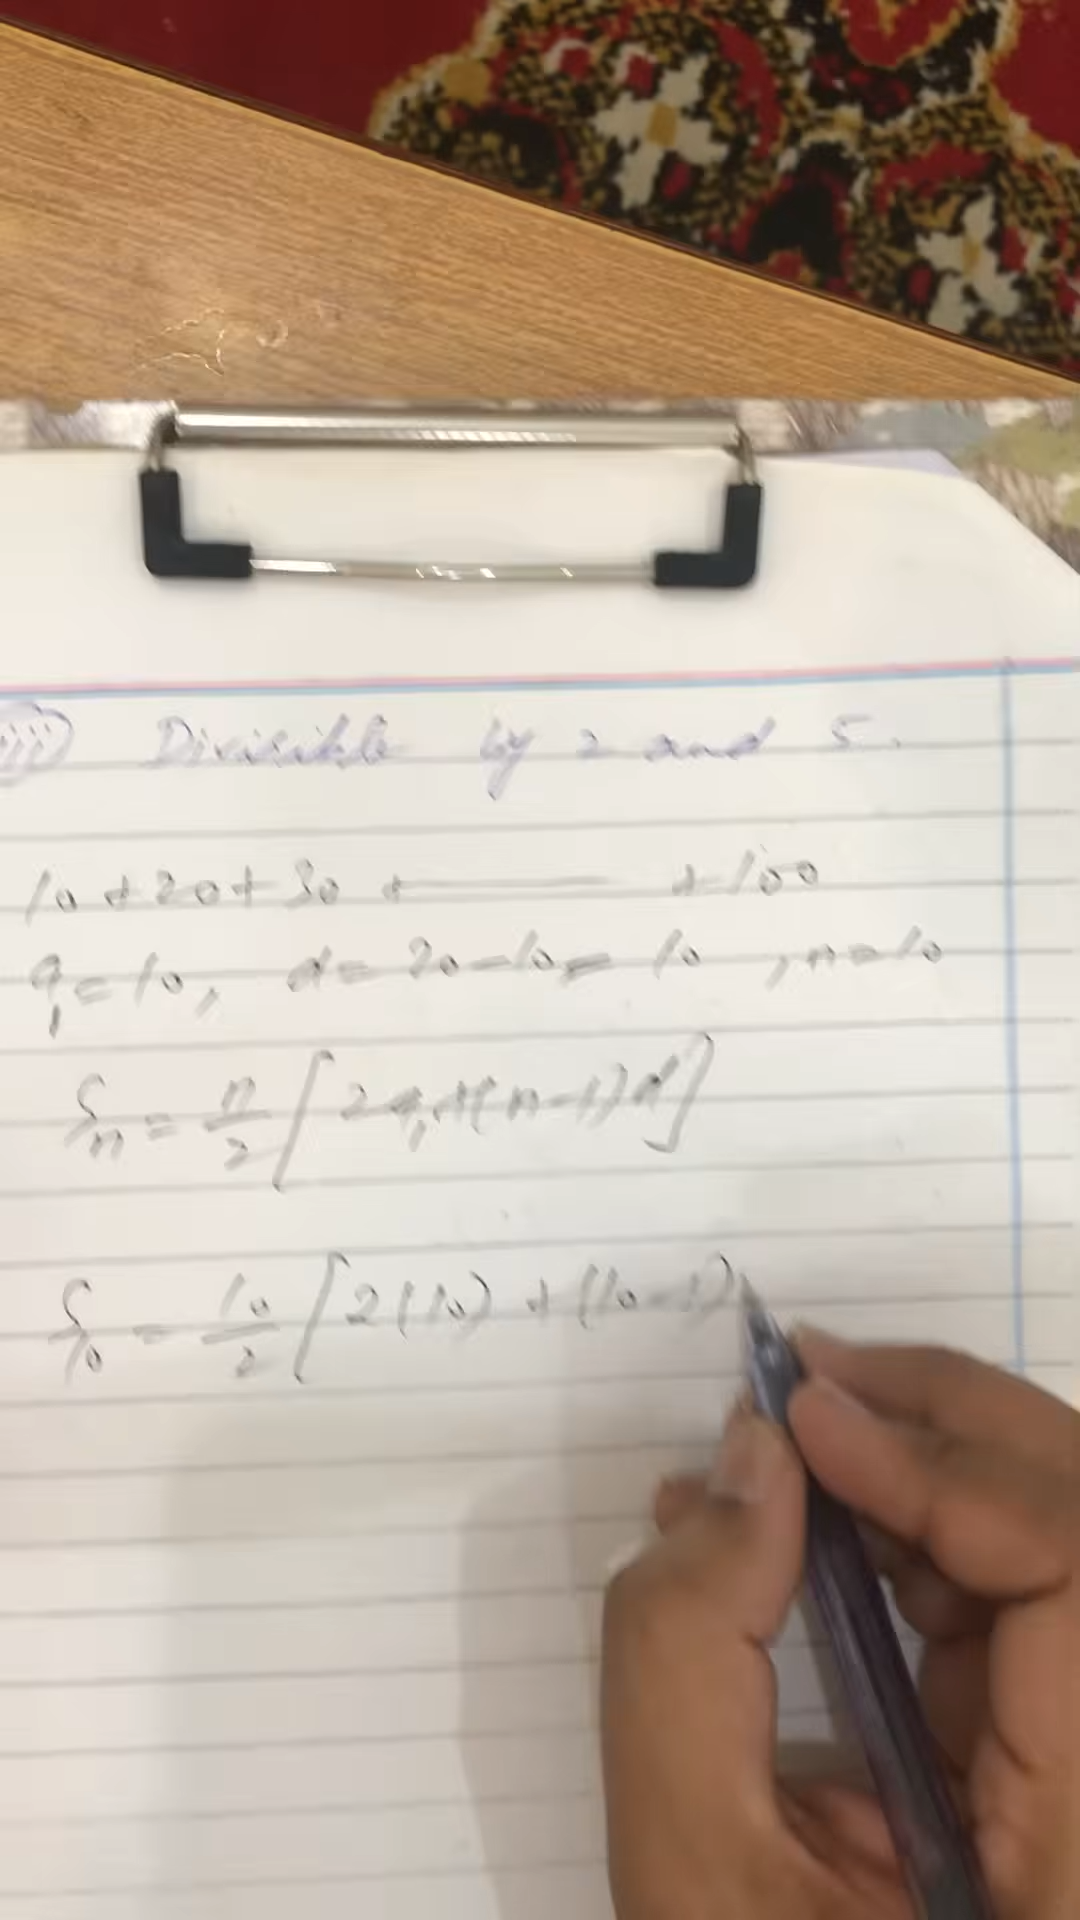 (iii) Divisible by 2 and 5.
10 + 20 + 30 + ——— + 100
a₁ = 10, d = 20 - 10 = 10 , n = 10
Sₙ = n/2 [2a₁ + (n-1)d]
S₁₀ = 10/2 [2(10) + (10-1)